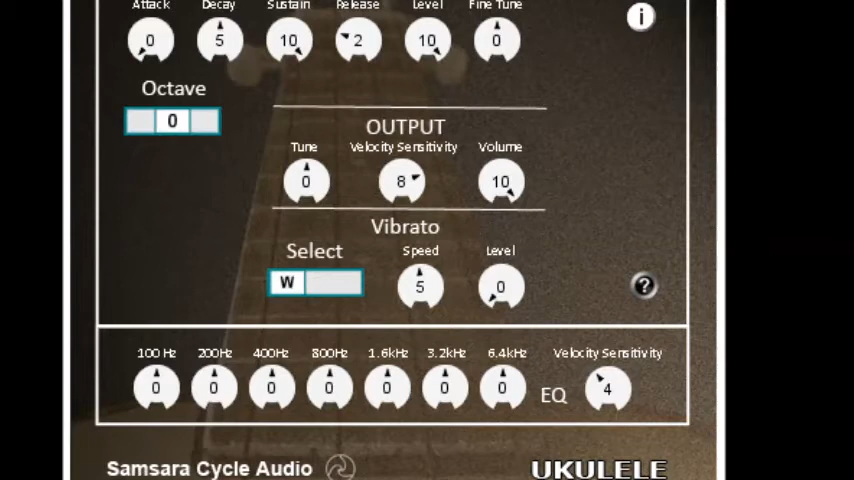 Attack Decay Sustain Release Level Fine Tune
0 5 10 2 10 0
i
Octave
0
OUTPUT
Tune Velocity Sensitivity Volume
0 8 10
Vibrato
Select Speed Level
W 5 0
?
100 Hz 200Hz 400Hz 800Hz 1.6kHz 3.2kHz 6.4kHz Velocity Sensitivity
0 0 0 0 0 0 0 EQ 4
Samsara Cycle Audio UKULELE